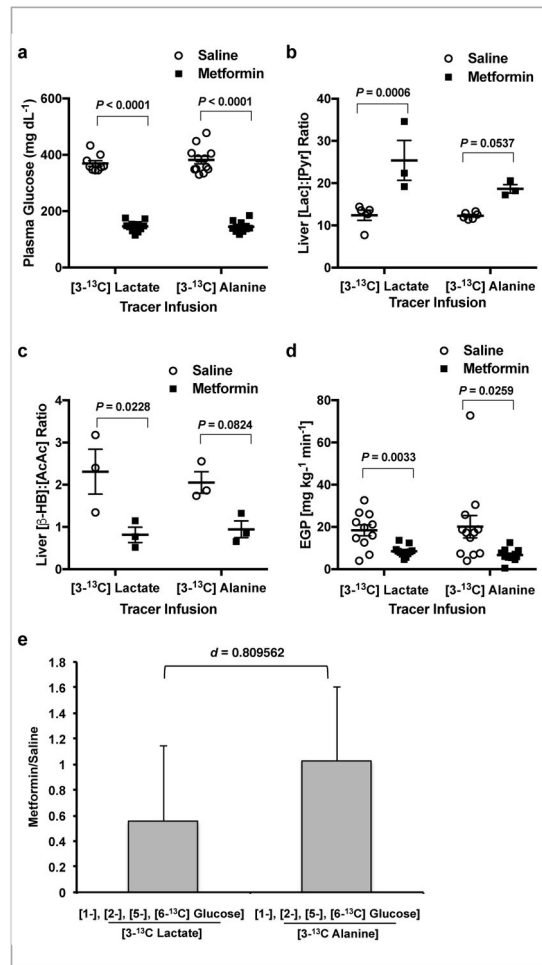 a
Saline
Metformin
P < 0.0001
P < 0.0001
600
400
200
0
Plasma Glucose (mg dL-1)
[3-13C] Lactate
[3-13C] Alanine
Tracer Infusion
b
Saline
Metformin
P = 0.0006
P = 0.0537
40
30
20
10
0
Liver [Lac]:[Pyr] Ratio
[3-13C] Lactate
[3-13C] Alanine
Tracer Infusion
c
Saline
Metformin
P = 0.0228
P = 0.0824
4
3
2
1
0
Liver [β-HB]:[AcAc] Ratio
[3-13C] Lactate
[3-13C] Alanine
Tracer Infusion
d
Saline
Metformin
P = 0.0259
P = 0.0033
80
60
40
20
0
EGP [mg kg-1 min-1]
[3-13C] Lactate
[3-13C] Alanine
Tracer Infusion
e
d = 0.809562
1.8
1.6
1.4
1.2
1
0.8
0.6
0.4
0.2
0
Metformin/Saline
[1-], [2-], [5-], [6-13C] Glucose]
[3-13C Lactate]
[1-], [2-], [5-], [6-13C] Glucose]
[3-13C Alanine]